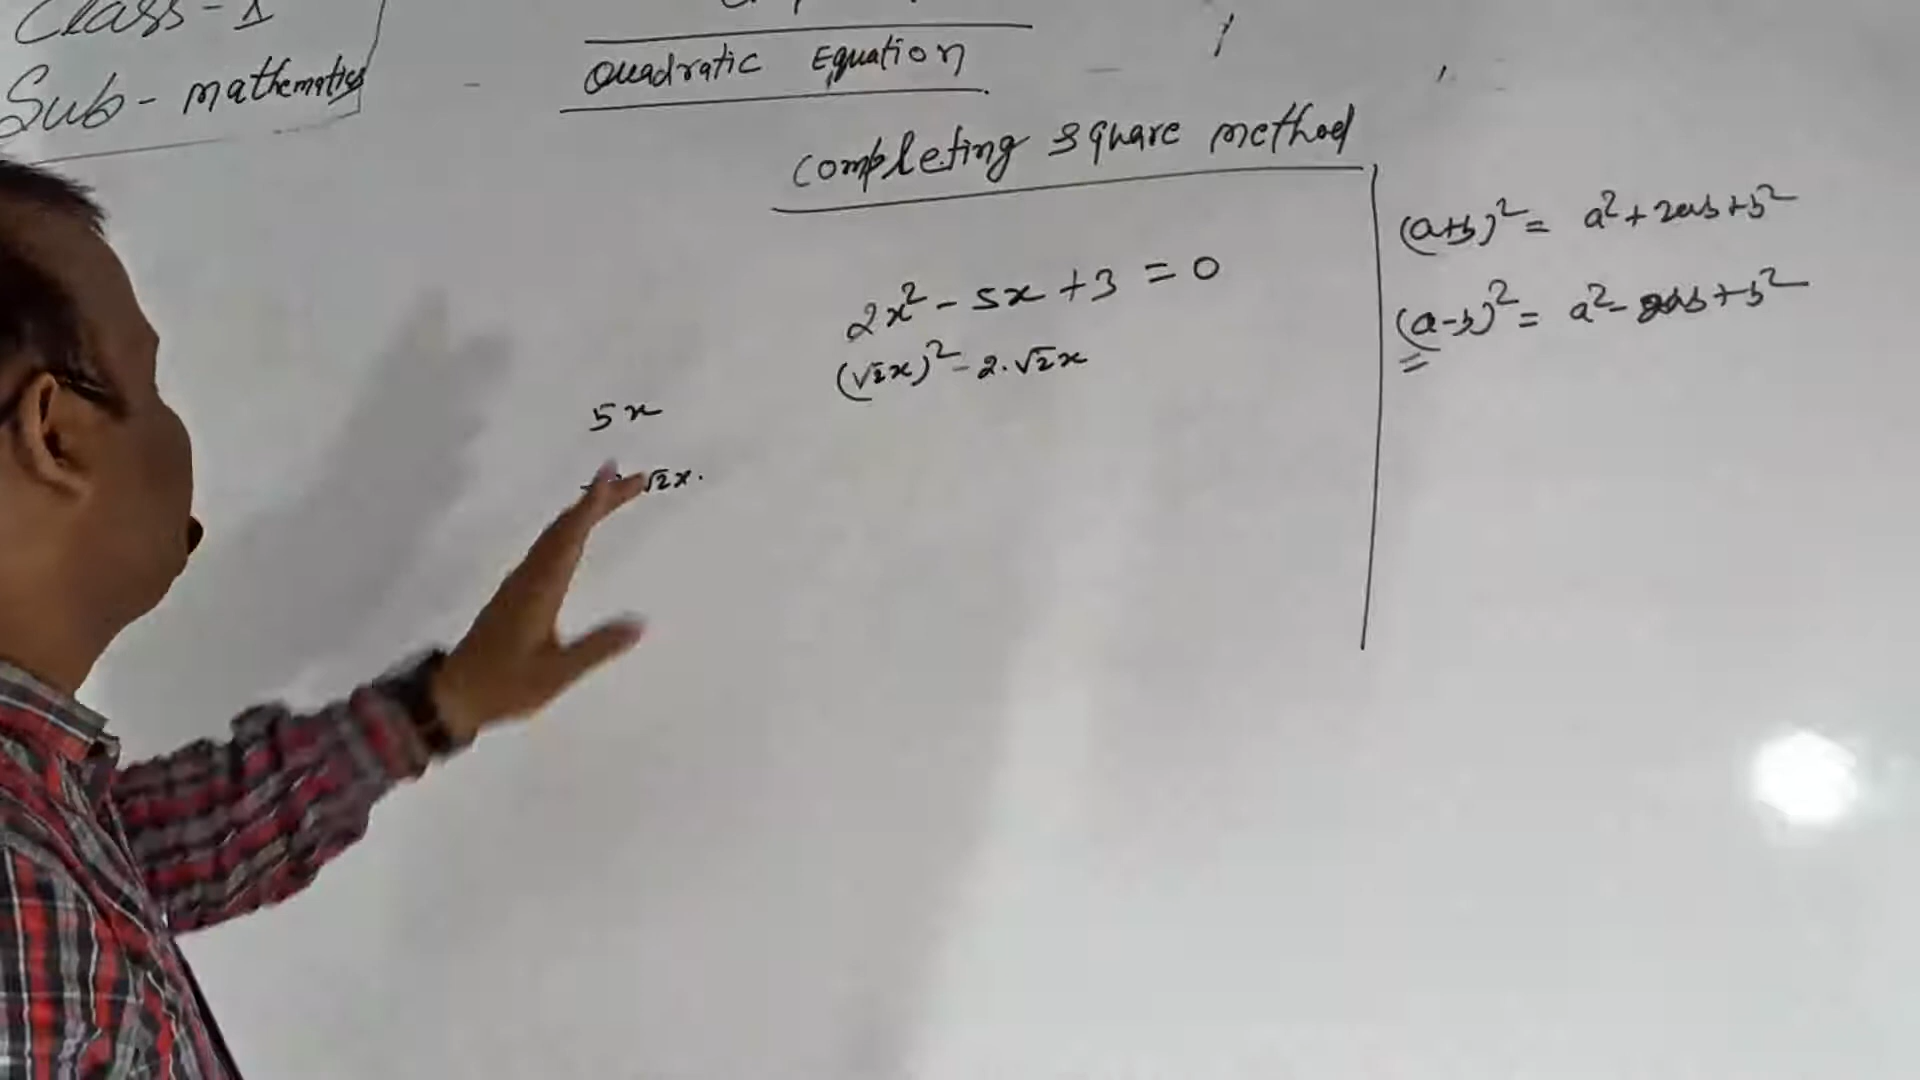 Class - 1
Sub - mathematics
Quadratic Equation
Completing square method
2x² - 5x + 3 = 0
(√2x)² - 2.√2x
5x
√2x.
(a+b)² = a² + 2ab + b²
(a-b)² = a² - 2ab + b²